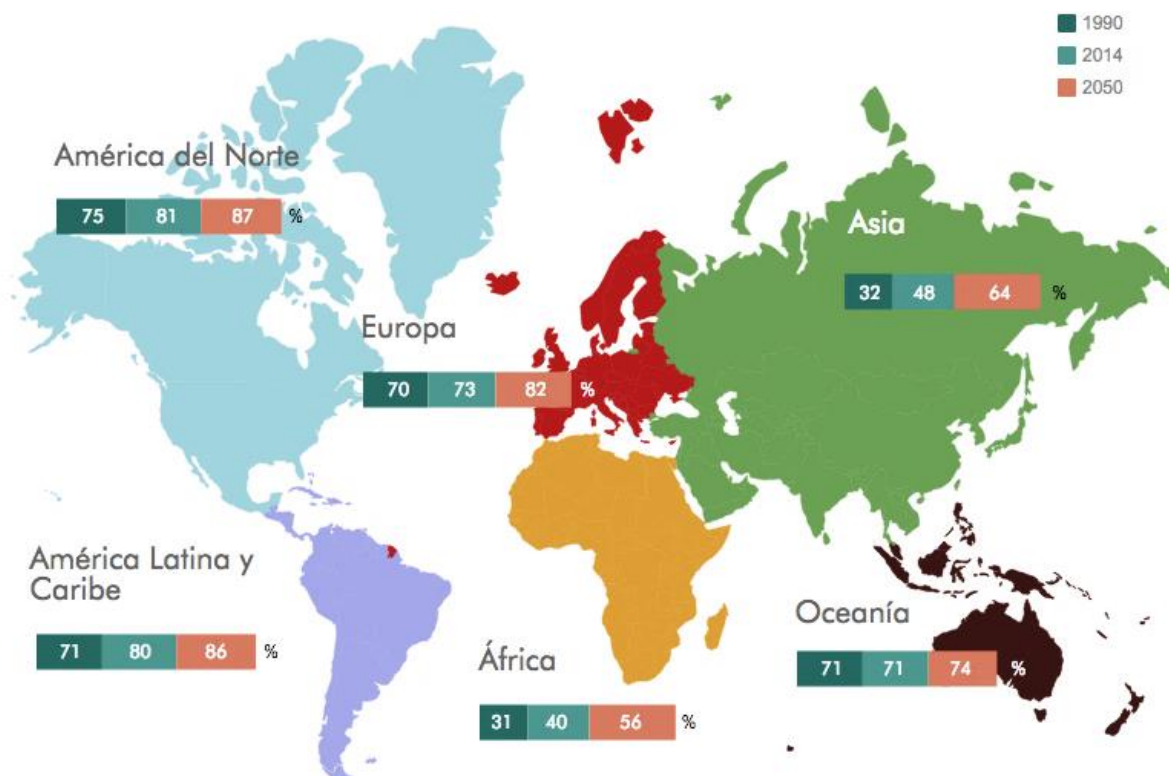 1990
2014
2050
América del Norte
75 81 87 %
Asia
32 48 64 %
Europa
70 73 82 %
América Latina y
Caribe
71 80 86 %
África
31 40 56 %
Oceanía
71 71 74 %